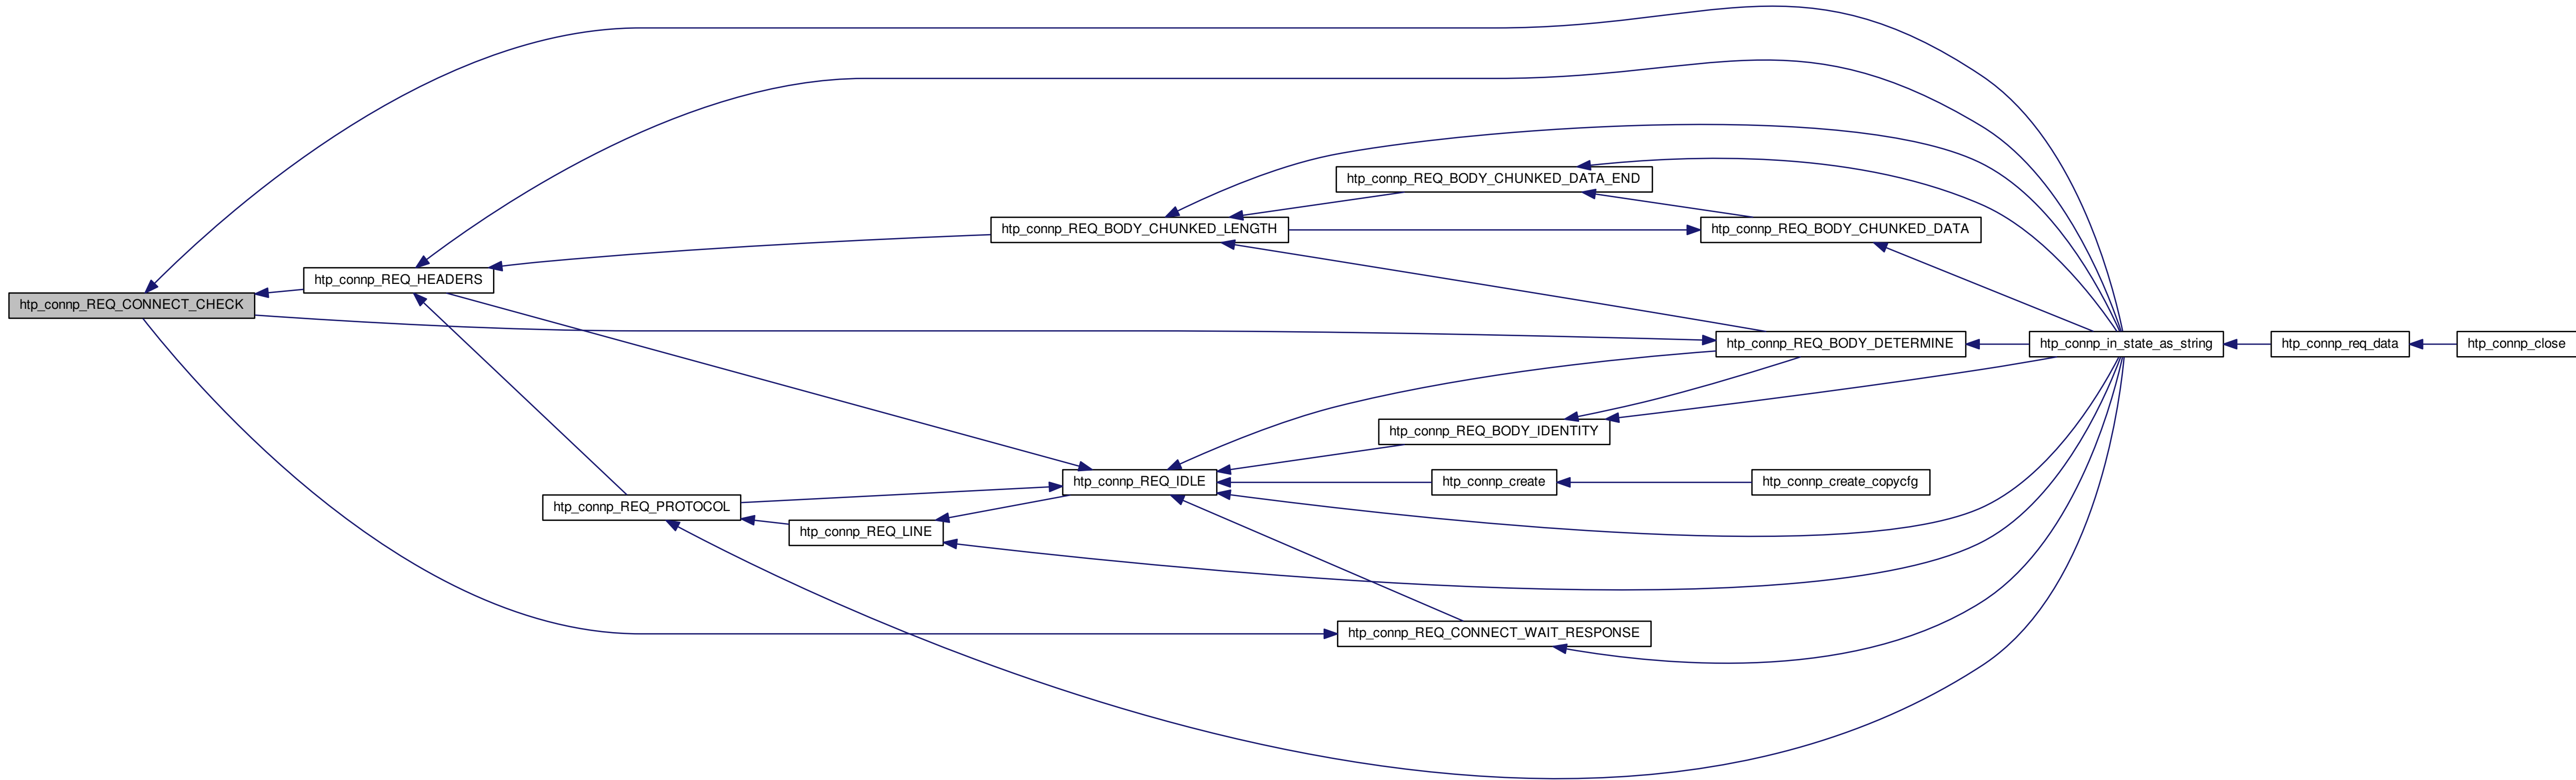 htp_connp_REQ_BODY_CHUNKED_DATA_END
htp_connp_REQ_BODY_CHUNKED_LENGTH
htp_connp_REQ_BODY_CHUNKED_DATA
htp_connp_REQ_HEADERS
htp_connp_REQ_CONNECT_CHECK
htp_connp_REQ_BODY_DETERMINE
htp_connp_in_state_as_string
htp_connp_req_data
htp_connp_close
htp_connp_REQ_BODY_IDENTITY
htp_connp_REQ_IDLE
htp_connp_create
htp_connp_create_copycfg
htp_connp_REQ_PROTOCOL
htp_connp_REQ_LINE
htp_connp_REQ_CONNECT_WAIT_RESPONSE